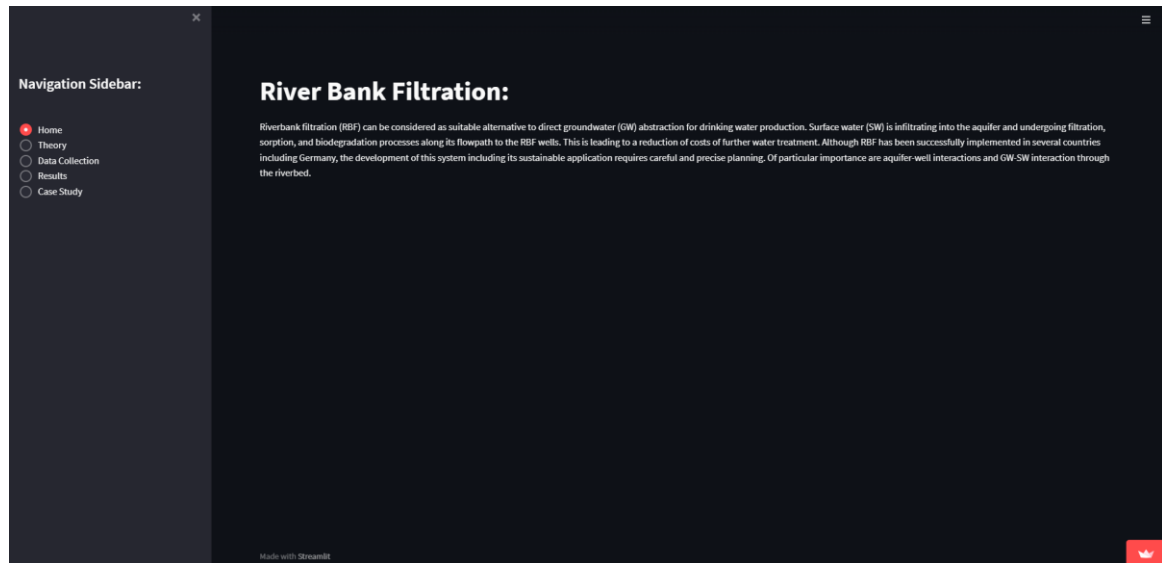 Navigation Sidebar:
Home
Theory
Data Collection
Results
Case Study
River Bank Filtration:
Riverbank filtration (RBF) can be considered as suitable alternative to direct groundwater (GW) abstraction for drinking water production. Surface water (SW) is infiltrating into the aquifer and undergoing filtration,
sorption, and biodegradation processes along its flowpath to the RBF wells. This is leading to a reduction of costs of further water treatment. Although RBF has been successfully implemented in several countries
including Germany, the development of this system including its sustainable application requires careful and precise planning. Of particular importance are aquifer-well interactions and GW-SW interaction through
the riverbed.
Made with Streamlit